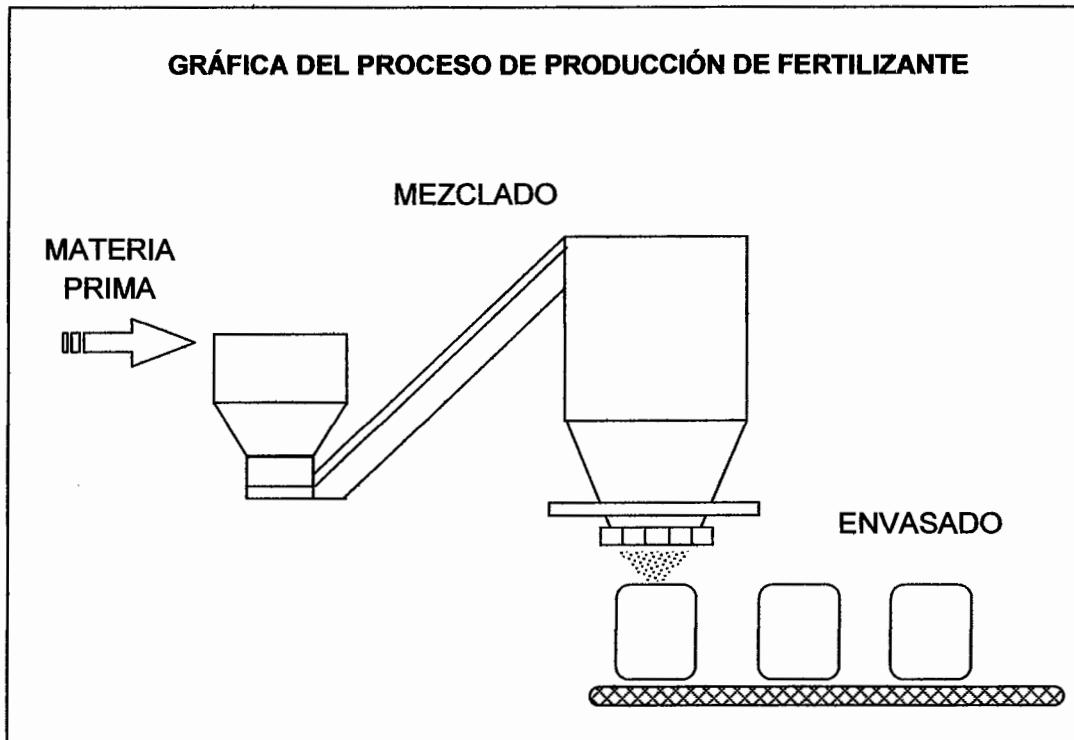 GRÁFICA DEL PROCESO DE PRODUCCIÓN DE FERTILIZANTE
MEZCLADO
MATERIA
PRIMA
ENVASADO